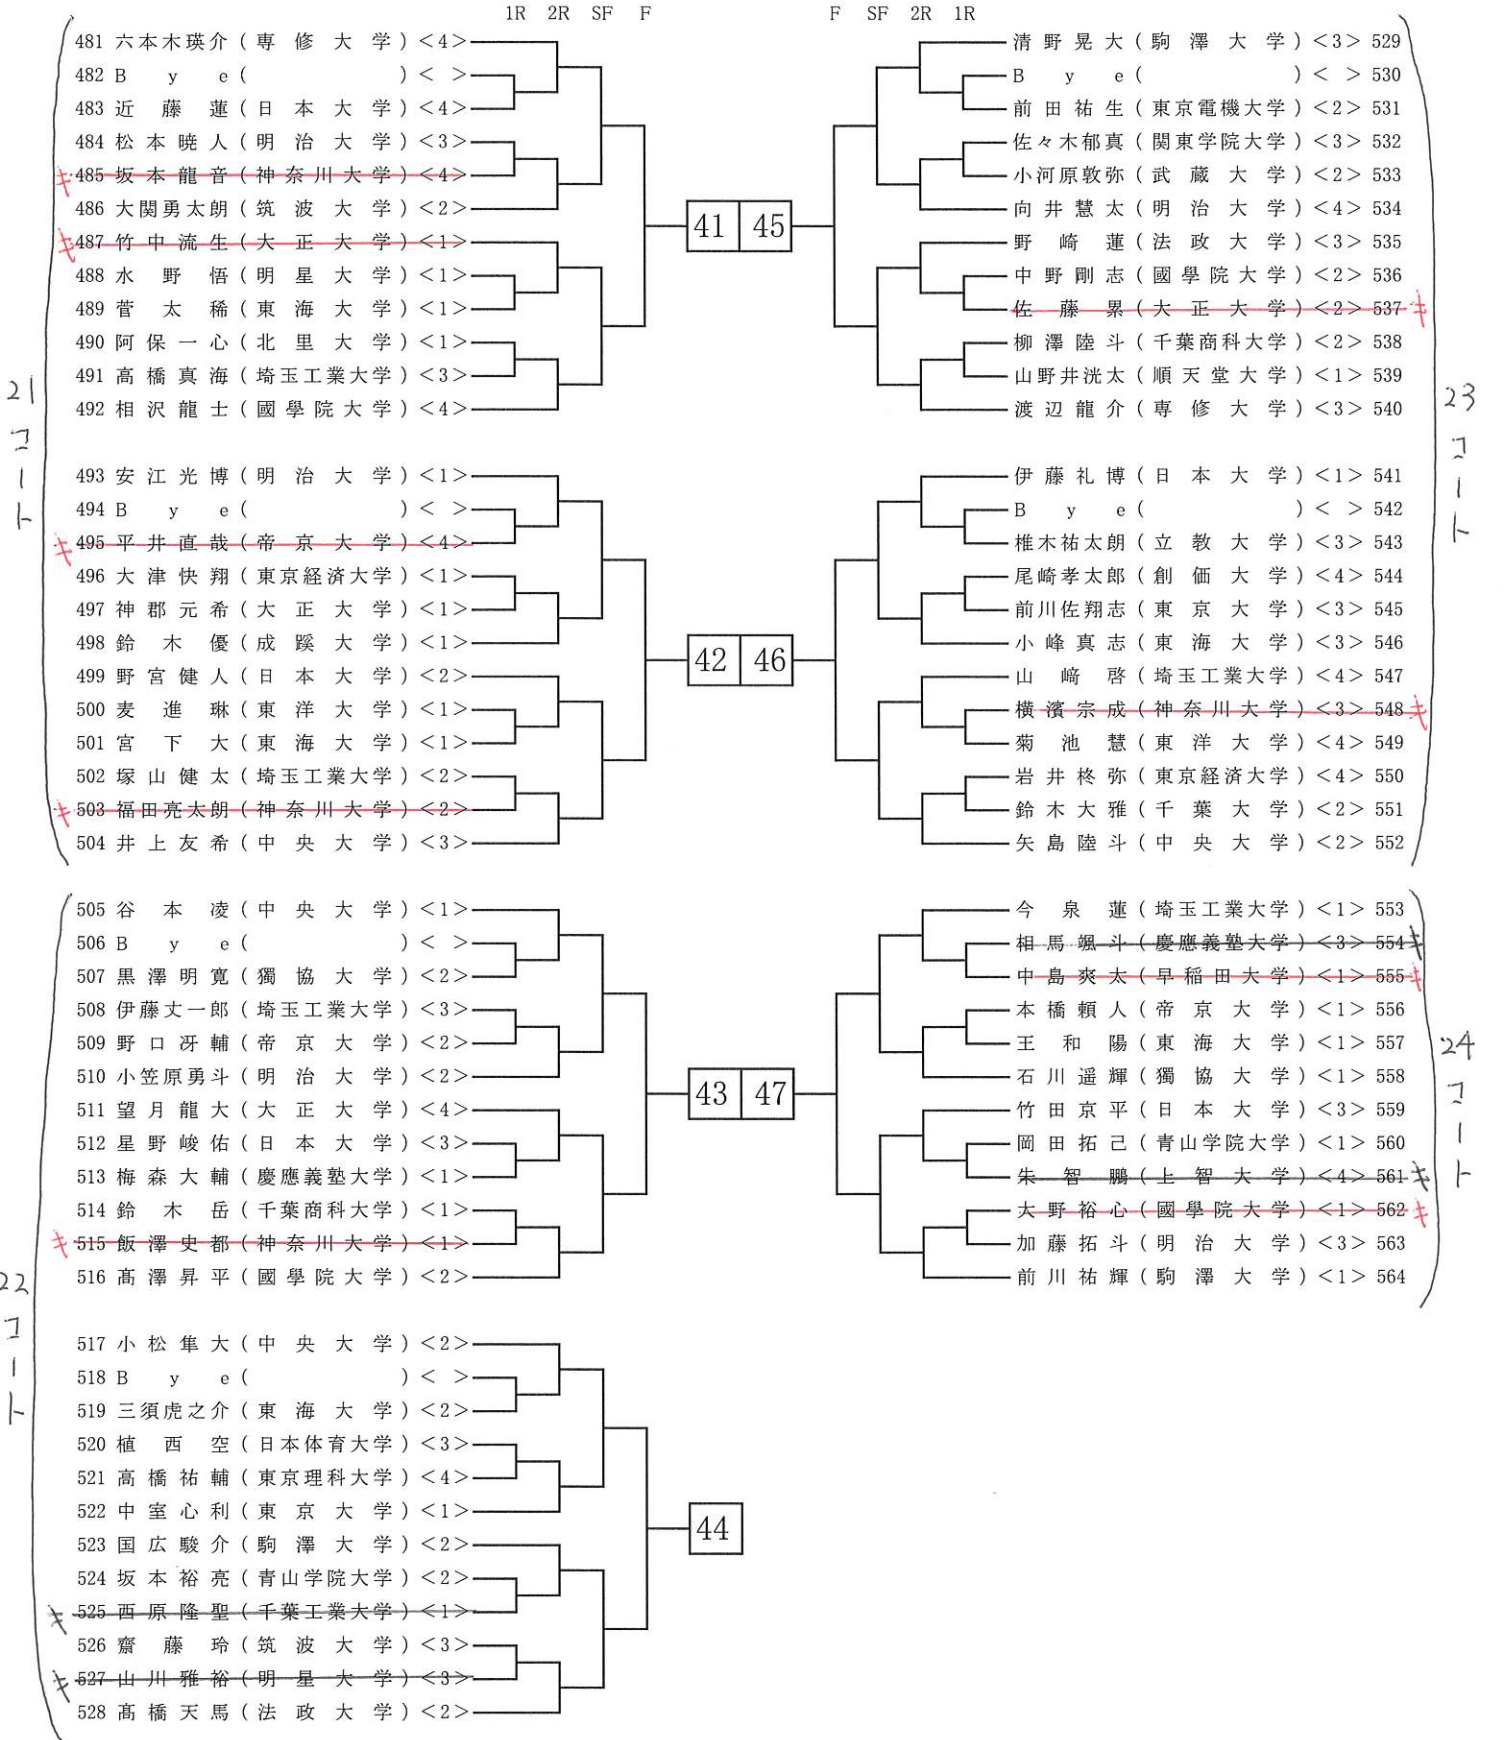 1R 2R SF F
481 六本木瑛介 ( 専修大学 ) <4>
482 Bye ( ) < >
483 近藤蓮 ( 日本大学 ) <4>
484 松本暁人 ( 明治大学 ) <3>
キ 485 坂本龍音 ( 神奈川大学 ) <4>
486 大関勇太朗 ( 筑波大学 ) <2>
キ 487 竹中流生 ( 大正大学 ) <1>
488 水野悟 ( 明星大学 ) <1>
489 菅太稀 ( 東海大学 ) <1>
490 阿保一心 ( 北里大学 ) <1>
491 高橋真海 ( 埼玉工業大学 ) <3>
492 相沢龍士 ( 國學院大学 ) <4>
41
21コート
493 安江光博 ( 明治大学 ) <1>
494 Bye ( ) < >
キ 495 平井直哉 ( 帝京大学 ) <4>
496 大津快翔 ( 東京経済大学 ) <1>
497 神郡元希 ( 大正大学 ) <1>
498 鈴木優 ( 成蹊大学 ) <1>
499 野宮健人 ( 日本大学 ) <2>
500 麦進琳 ( 東洋大学 ) <1>
501 宮下大 ( 東海大学 ) <1>
502 塚山健太 ( 埼玉工業大学 ) <2>
キ 503 福田亮太朗 ( 神奈川大学 ) <2>
504 井上友希 ( 中央大学 ) <3>
42
505 谷本凌 ( 中央大学 ) <1>
506 Bye ( ) < >
507 黒澤明寛 ( 獨協大学 ) <2>
508 伊藤丈一郎 ( 埼玉工業大学 ) <3>
509 野口冴輔 ( 帝京大学 ) <2>
510 小笠原勇斗 ( 明治大学 ) <2>
511 望月龍大 ( 大正大学 ) <4>
512 星野峻佑 ( 日本大学 ) <3>
513 梅森大輔 ( 慶應義塾大学 ) <1>
514 鈴木岳 ( 千葉商科大学 ) <1>
キ 515 飯澤史都 ( 神奈川大学 ) <1>
516 髙澤昇平 ( 國學院大学 ) <2>
43
22コート
517 小松隼大 ( 中央大学 ) <2>
518 Bye ( ) < >
519 三須虎之介 ( 東海大学 ) <2>
520 植西空 ( 日本体育大学 ) <3>
521 高橋祐輔 ( 東京理科大学 ) <4>
522 中室心利 ( 東京大学 ) <1>
523 国広駿介 ( 駒澤大学 ) <2>
524 坂本裕亮 ( 青山学院大学 ) <2>
キ 525 西原隆聖 ( 千葉工業大学 ) <1>
526 齋藤玲 ( 筑波大学 ) <3>
キ 527 山川雅裕 ( 明星大学 ) <3>
528 髙橋天馬 ( 法政大学 ) <2>
44
F SF 2R 1R
清野晃大 ( 駒澤大学 ) <3> 529
Bye ( ) < > 530
前田祐生 ( 東京電機大学 ) <2> 531
佐々木郁真 ( 関東学院大学 ) <3> 532
小河原敦弥 ( 武蔵大学 ) <2> 533
向井慧太 ( 明治大学 ) <4> 534
野崎蓮 ( 法政大学 ) <3> 535
中野剛志 ( 國學院大学 ) <2> 536
佐藤累 ( 大正大学 ) <2> 537 キ
柳澤陸斗 ( 千葉商科大学 ) <2> 538
山野井洸太 ( 順天堂大学 ) <1> 539
渡辺龍介 ( 専修大学 ) <3> 540
45
23コート
伊藤礼博 ( 日本大学 ) <1> 541
Bye ( ) < > 542
椎木祐太朗 ( 立教大学 ) <3> 543
尾崎孝太郎 ( 創価大学 ) <4> 544
前川佐翔志 ( 東京大学 ) <3> 545
小峰真志 ( 東海大学 ) <3> 546
山﨑啓 ( 埼玉工業大学 ) <4> 547
横濱宗成 ( 神奈川大学 ) <3> 548 キ
菊池慧 ( 東洋大学 ) <4> 549
岩井柊弥 ( 東京経済大学 ) <4> 550
鈴木大雅 ( 千葉大学 ) <2> 551
矢島陸斗 ( 中央大学 ) <2> 552
46
今泉蓮 ( 埼玉工業大学 ) <1> 553
相馬颯斗 ( 慶應義塾大学 ) <3> 554 キ
中島爽太 ( 早稲田大学 ) <1> 555 キ
本橋頼人 ( 帝京大学 ) <1> 556
王和陽 ( 東海大学 ) <1> 557
石川遥輝 ( 獨協大学 ) <1> 558
竹田京平 ( 日本大学 ) <3> 559
岡田拓己 ( 青山学院大学 ) <1> 560
朱智鵬 ( 上智大学 ) <4> 561 キ
大野裕心 ( 國學院大学 ) <1> 562 キ
加藤拓斗 ( 明治大学 ) <3> 563
前川祐輝 ( 駒澤大学 ) <1> 564
47
24コート